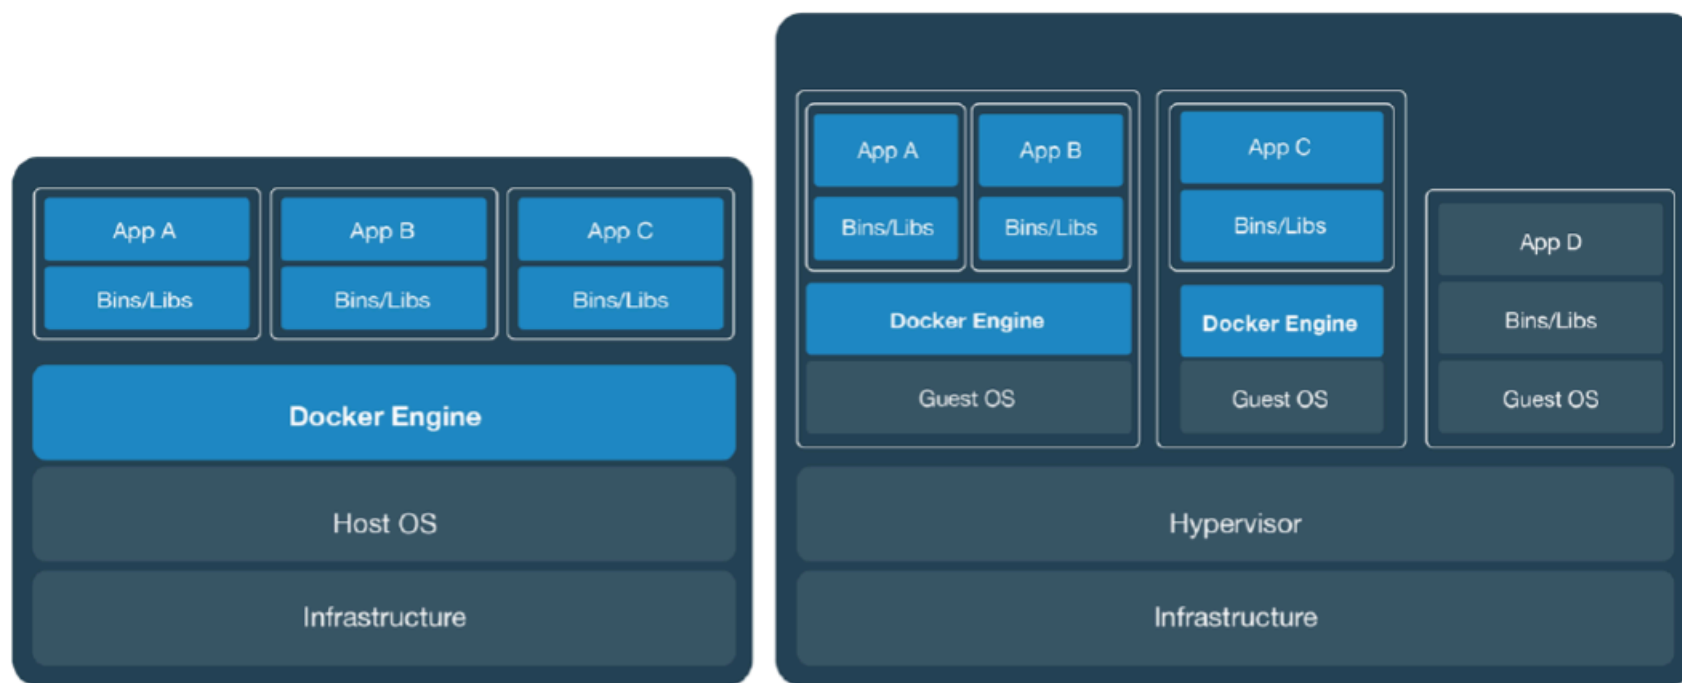 App A
App B
App C
Bins/Libs
Bins/Libs
Bins/Libs
Docker Engine
Host OS
Infrastructure
App A
App B
Bins/Libs
Bins/Libs
Docker Engine
Guest OS
App C
Bins/Libs
Docker Engine
Guest OS
App D
Bins/Libs
Guest OS
Hypervisor
Infrastructure